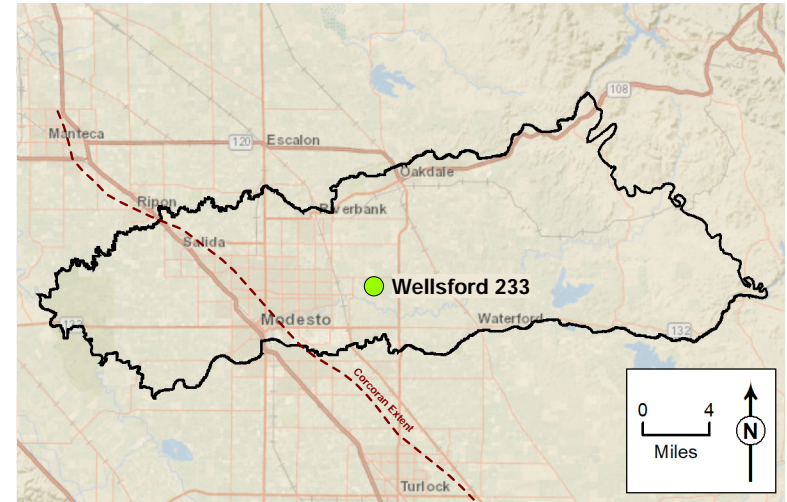 108
Manteca
120
Escalon
Oakdale
Ripon
Riverbank
Salida
Wellsford 233
132
Modesto
Waterford
132
Corcoran Extent
Turlock
0 4
Miles
N